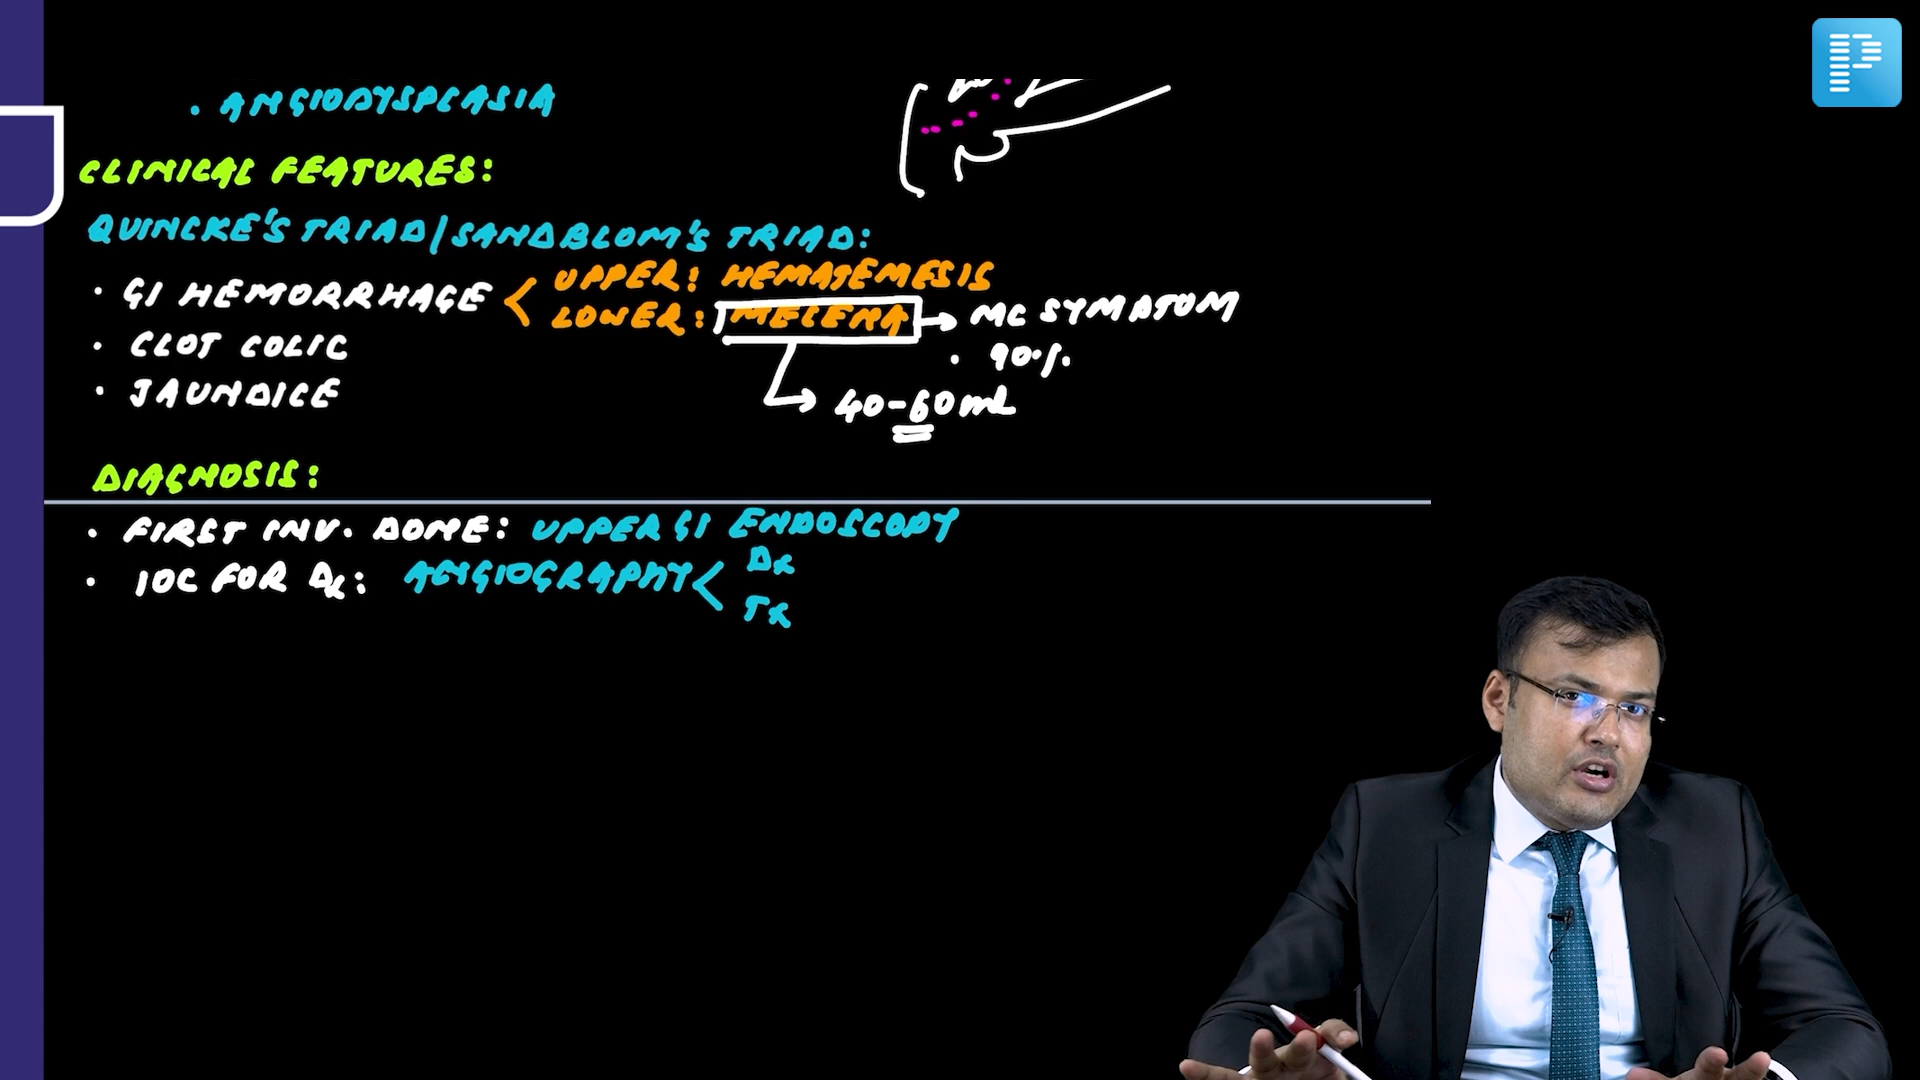 . ANGIODYSPLASIA
CLINICAL FEATURES:
QUINCKE'S TRIAD/SANDBLOM'S TRIAD:
· GI HEMORRHAGE < UPPER: HEMATEMESIS
LOWER: MELENA → MC SYMPTOM
· 90%.
· CLOT COLIC
· JAUNDICE
→ 40-60ml
DIAGNOSIS:
· FIRST INV. DONE: UPPER GI ENDOSCOPY
· IOC FOR Dx: ANGIOGRAPHY < Dx
Tx